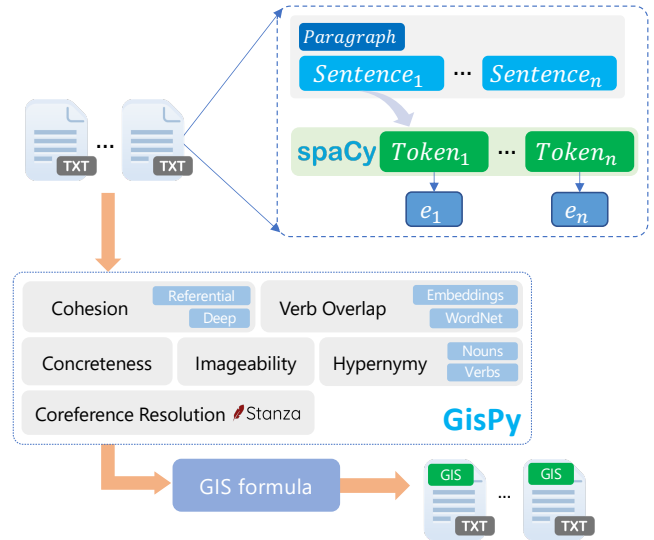 Paragraph
Sentence₁ ... Sentenceₙ
... 
TXT TXT
spaCy Token₁ ... Tokenₙ
e₁ eₙ
Cohesion Referential Deep
Verb Overlap Embeddings WordNet
Concreteness
Imageability
Hypernymy Nouns Verbs
Coreference Resolution Stanza
GisPy
GIS formula
GIS ... GIS
TXT TXT